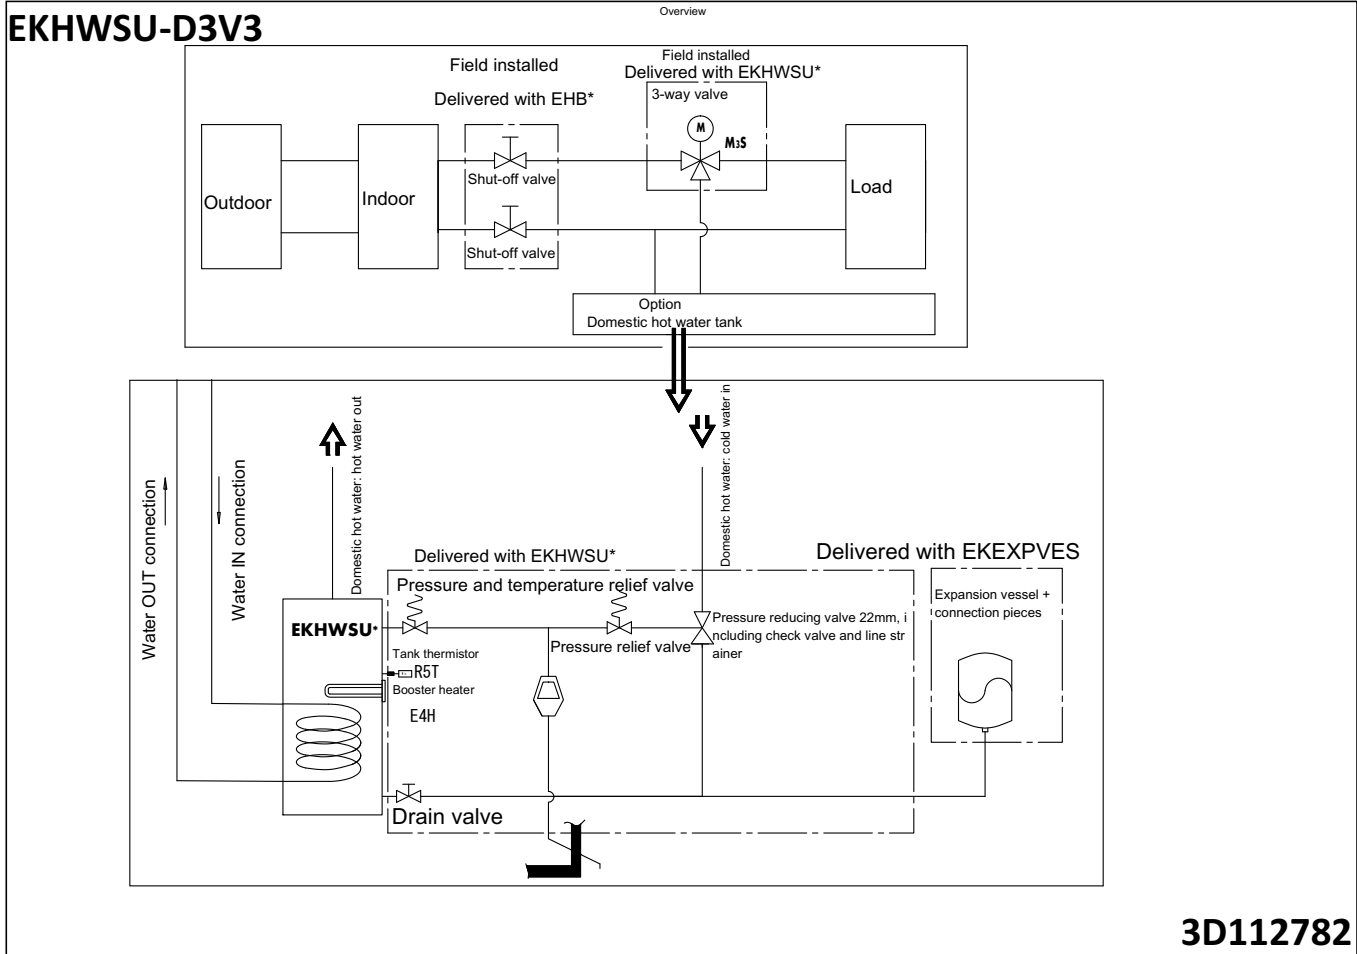 Overview
EKHWSU-D3V3
Field installed
Delivered with EHB*
Field installed
Delivered with EKHWSU*
3-way valve
M
M3S
Shut-off valve
Shut-off valve
Outdoor
Indoor
Load
Option
Domestic hot water tank
Water OUT connection
Water IN connection
Domestic hot water: hot water out
Domestic hot water: cold water in
Delivered with EKHWSU*
Delivered with EKEXPVES
Pressure and temperature relief valve
Expansion vessel +
connection pieces
EKHWSU*
Pressure reducing valve 22mm, i
ncluding check valve and line str
ainer
Pressure relief valve
Tank thermistor
R5T
Booster heater
E4H
Drain valve
3D112782